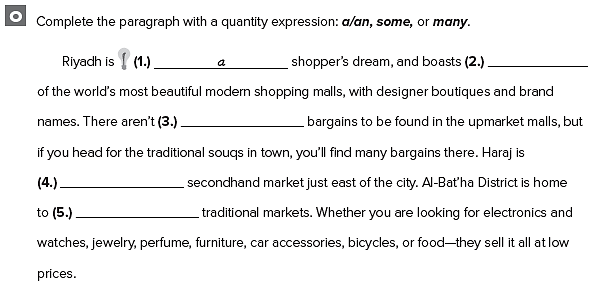 O Complete the paragraph with a quantity expression: a/an, some, or many.
Riyadh is (1.) a shopper's dream, and boasts (2.)
of the world's most beautiful modern shopping malls, with designer boutiques and brand
names. There aren't (3.) bargains to be found in the upmarket malls, but
if you head for the traditional souqs in town, you'll find many bargains there. Haraj is
(4.) secondhand market just east of the city. Al-Bat'ha District is home
to (5.) traditional markets. Whether you are looking for electronics and
watches, jewelry, perfume, furniture, car accessories, bicycles, or food—they sell it all at low
prices.